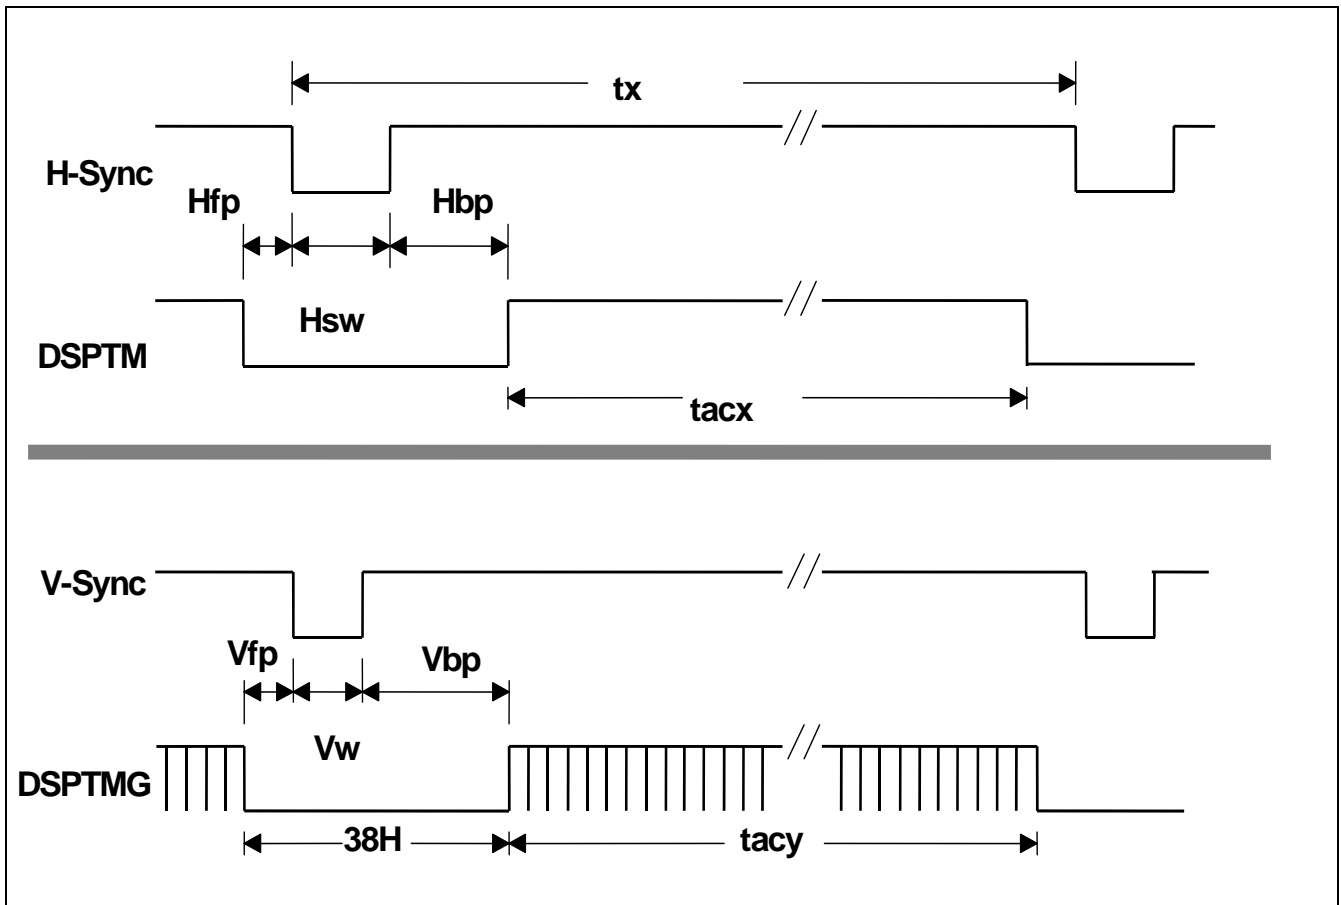 tx
H-Sync
Hfp
Hbp
Hsw
DSPTM
tacx
V-Sync
Vfp
Vbp
Vw
DSPTMG
38H
tacy